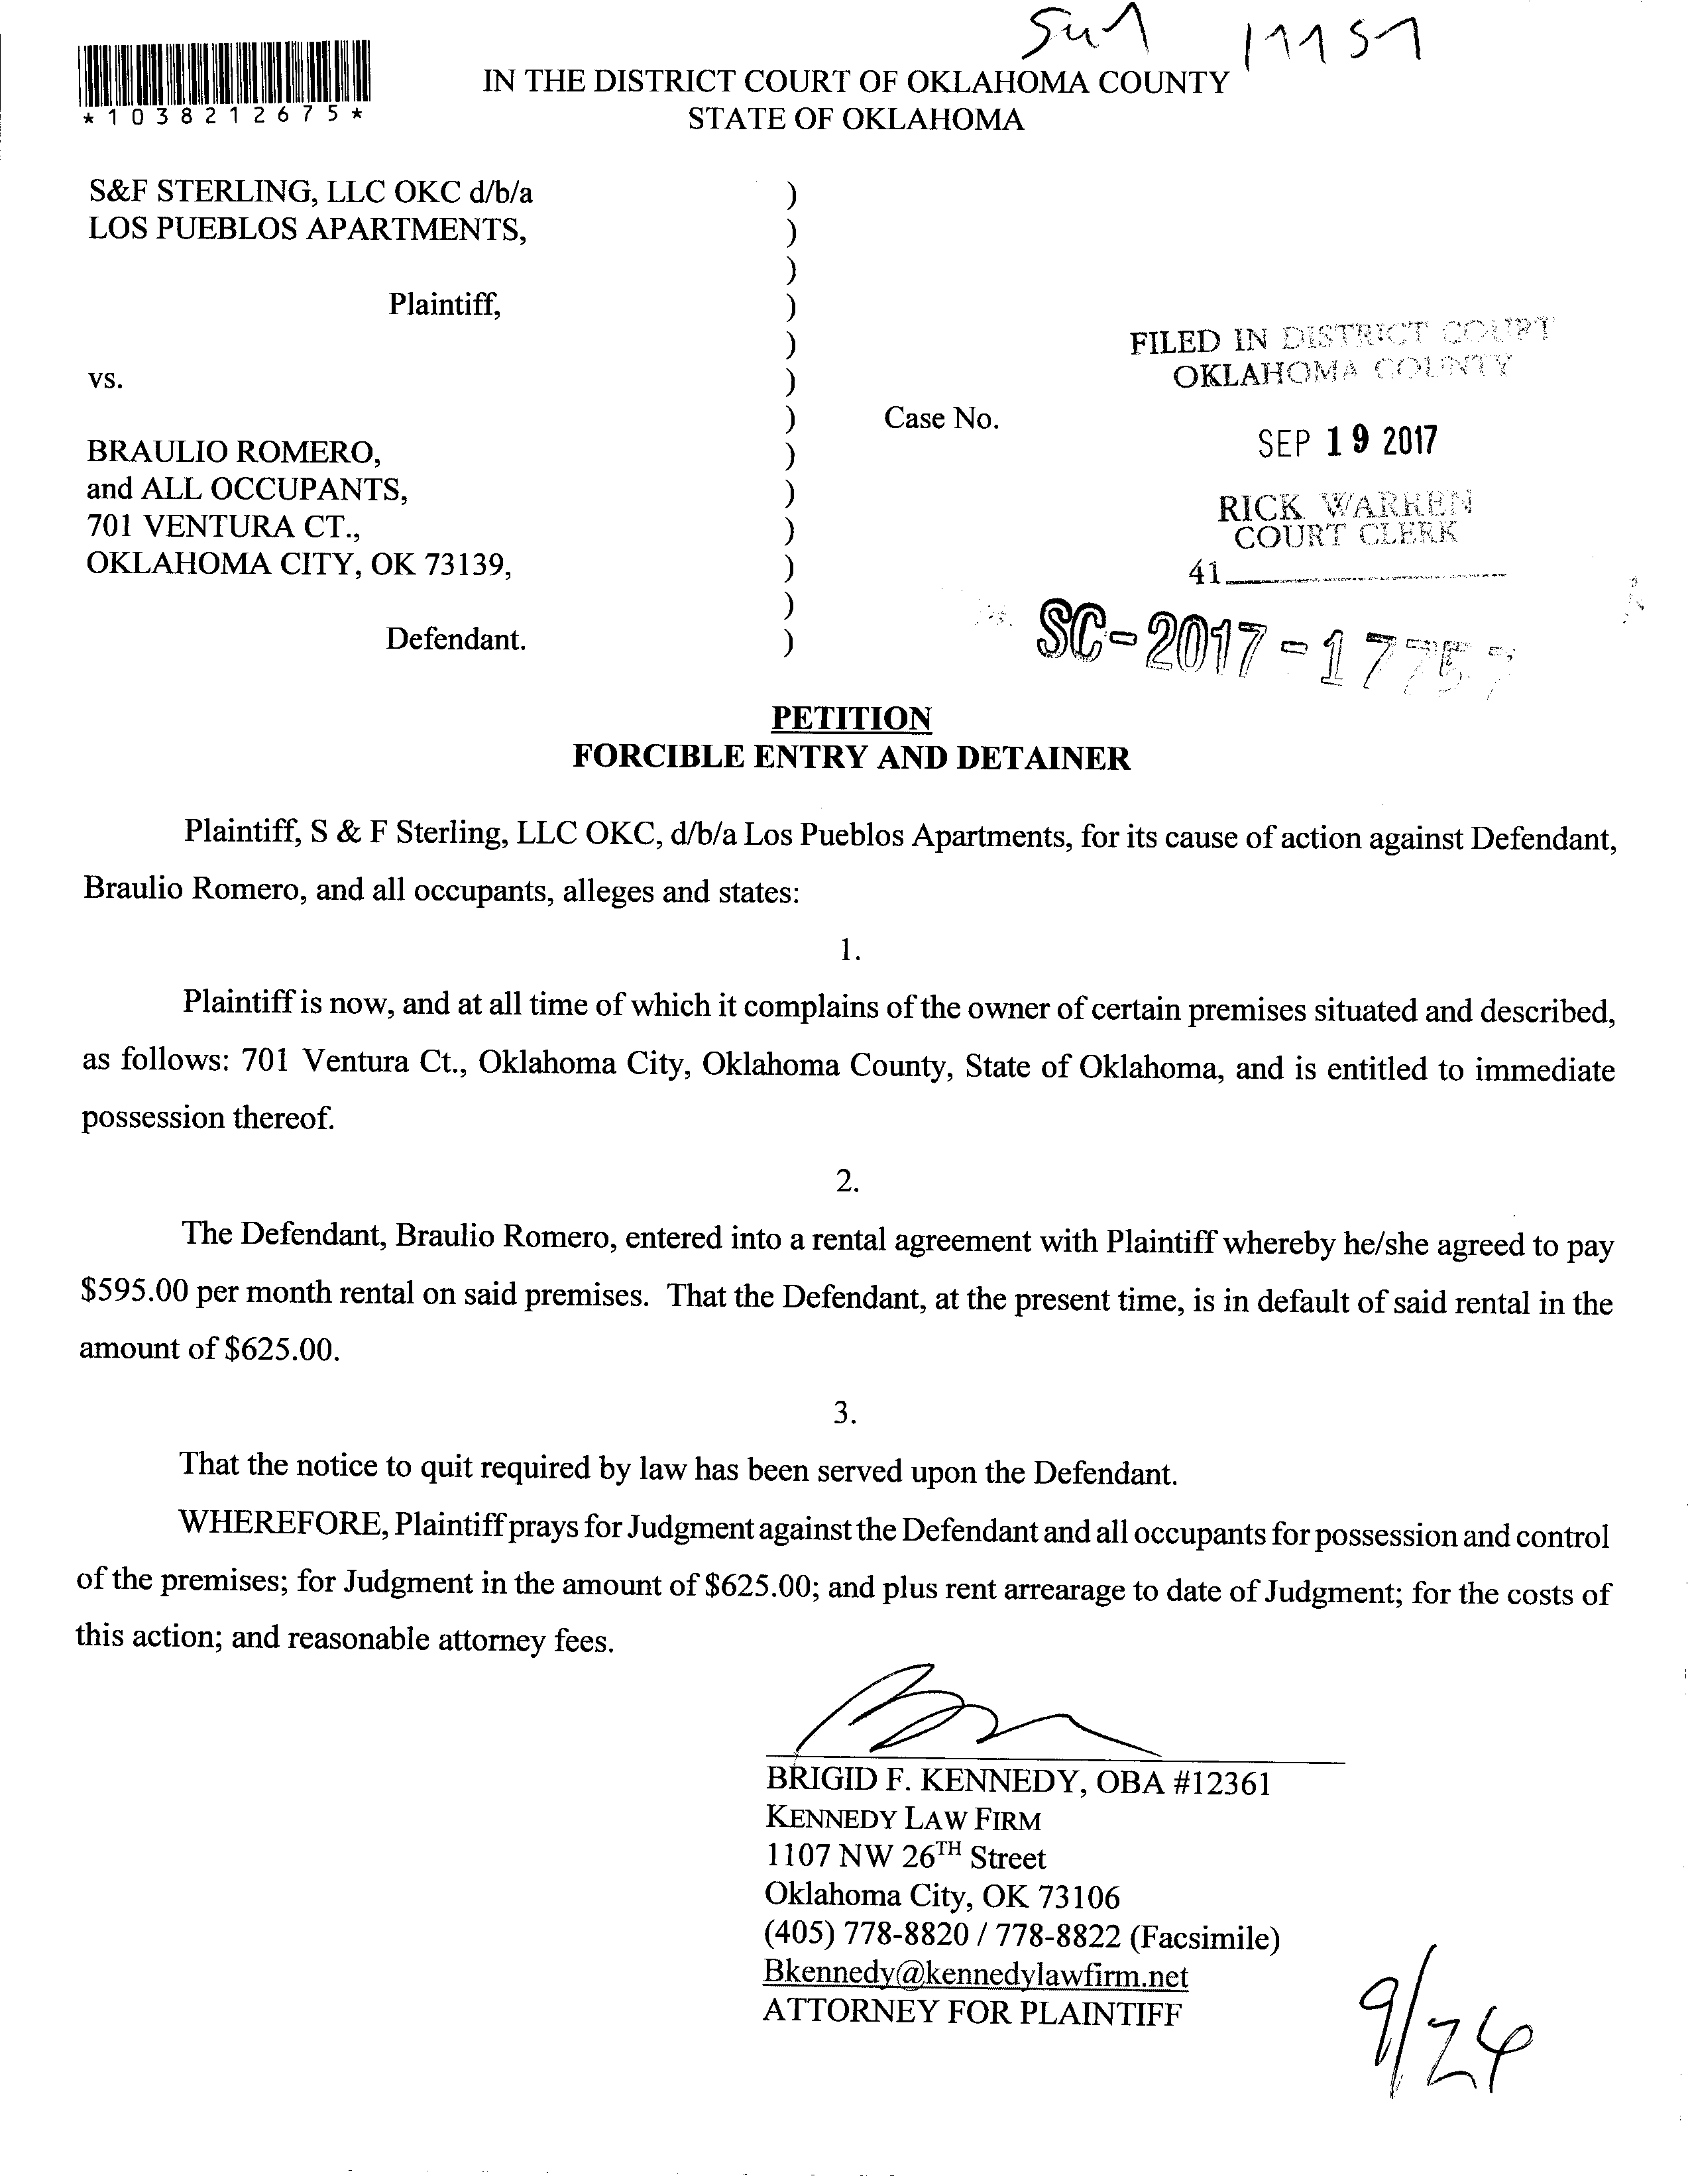 *1038212675*
IN THE DISTRICT COURT OF OKLAHOMA COUNTY
STATE OF OKLAHOMA
S&F STERLING, LLC OKC d/b/a )
LOS PUEBLOS APARTMENTS, )
)
Plaintiff, )
)
vs. )
) Case No.
BRAULIO ROMERO, )
and ALL OCCUPANTS, )
701 VENTURA CT., )
OKLAHOMA CITY, OK 73139, )
)
Defendant. )
FILED IN DISTRICT COURT
OKLAHOMA COUNTY
SEP 19 2017
RICK WARREN
COURT CLERK
41
SC-2017-17757
PETITION
FORCIBLE ENTRY AND DETAINER
Plaintiff, S & F Sterling, LLC OKC, d/b/a Los Pueblos Apartments, for its cause of action against Defendant,
Braulio Romero, and all occupants, alleges and states:
1.
Plaintiff is now, and at all time of which it complains of the owner of certain premises situated and described,
as follows: 701 Ventura Ct., Oklahoma City, Oklahoma County, State of Oklahoma, and is entitled to immediate
possession thereof.
2.
The Defendant, Braulio Romero, entered into a rental agreement with Plaintiff whereby he/she agreed to pay
$595.00 per month rental on said premises. That the Defendant, at the present time, is in default of said rental in the
amount of $625.00.
3.
That the notice to quit required by law has been served upon the Defendant.
WHEREFORE, Plaintiff prays for Judgment against the Defendant and all occupants for possession and control
of the premises; for Judgment in the amount of $625.00; and plus rent arrearage to date of Judgment; for the costs of
this action; and reasonable attorney fees.
BRIGID F. KENNEDY, OBA #12361
KENNEDY LAW FIRM
1107 NW 26TH Street
Oklahoma City, OK 73106
(405) 778-8820 / 778-8822 (Facsimile)
Bkennedy@kennedylawfirm.net
ATTORNEY FOR PLAINTIFF